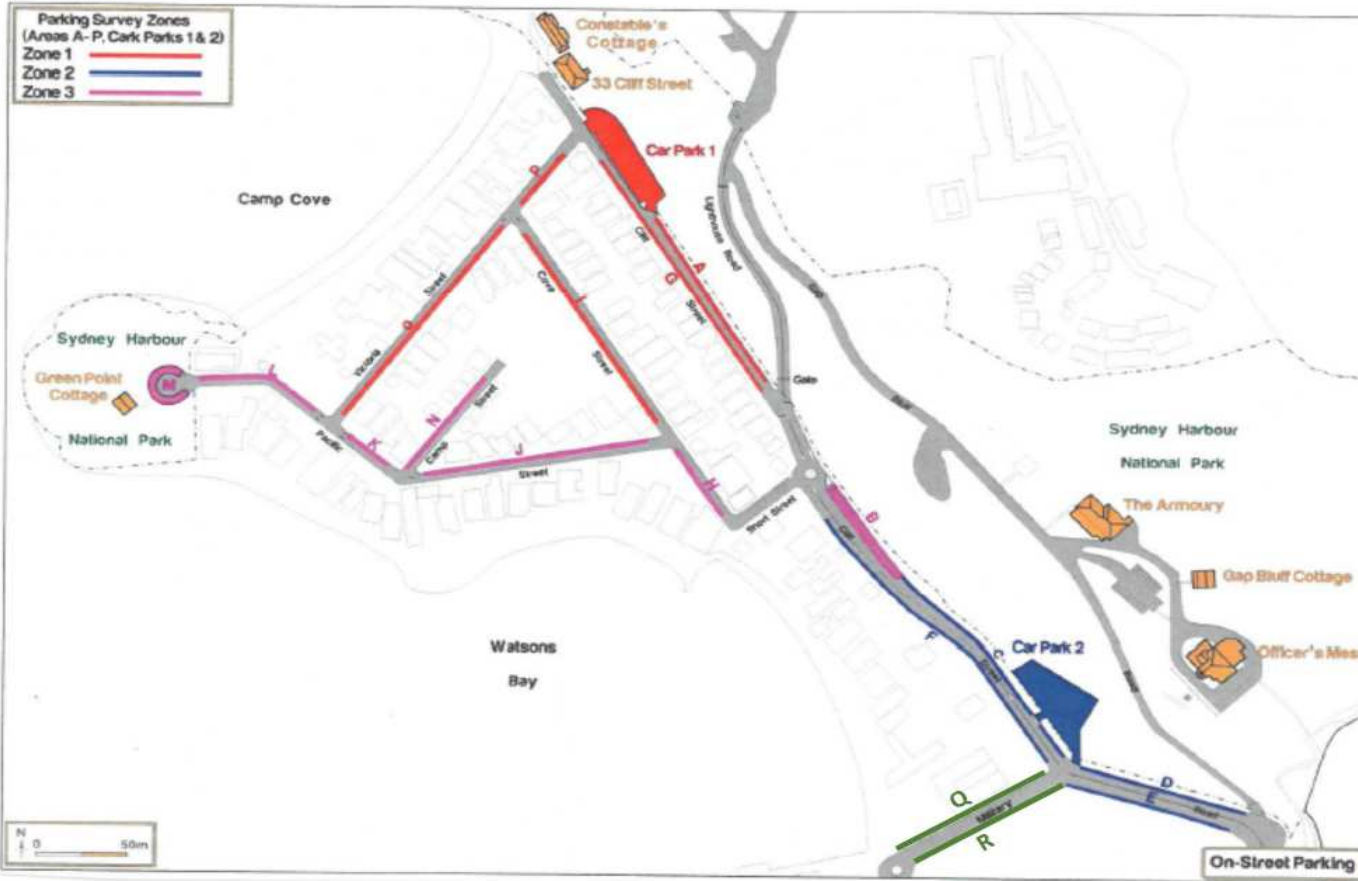 Parking Survey Zones
(Areas A-P, Cark Parks 1 & 2)
Zone 1
Zone 2
Zone 3
Constable's
Cottage
33 Cliff Street
Car Park 1
Camp Cove
P
Lighthouse Road
Cliff
A
G
Street
Gap
Street
Cove
I
Street
O
Victoria
Sydney Harbour
Green Point
Cottage
M
L
National Park
Gate
Bluff
Pacific
K
N
Street
Camp
J
Street
H
Short Street
B
Cliff
Sydney Harbour
National Park
The Armoury
Gap Bluff Cottage
Officer's Mes
Watsons
Bay
F
C
Street
Car Park 2
Road
D
E
Road
Q
Military
R
N
0 50m
On-Street Parking